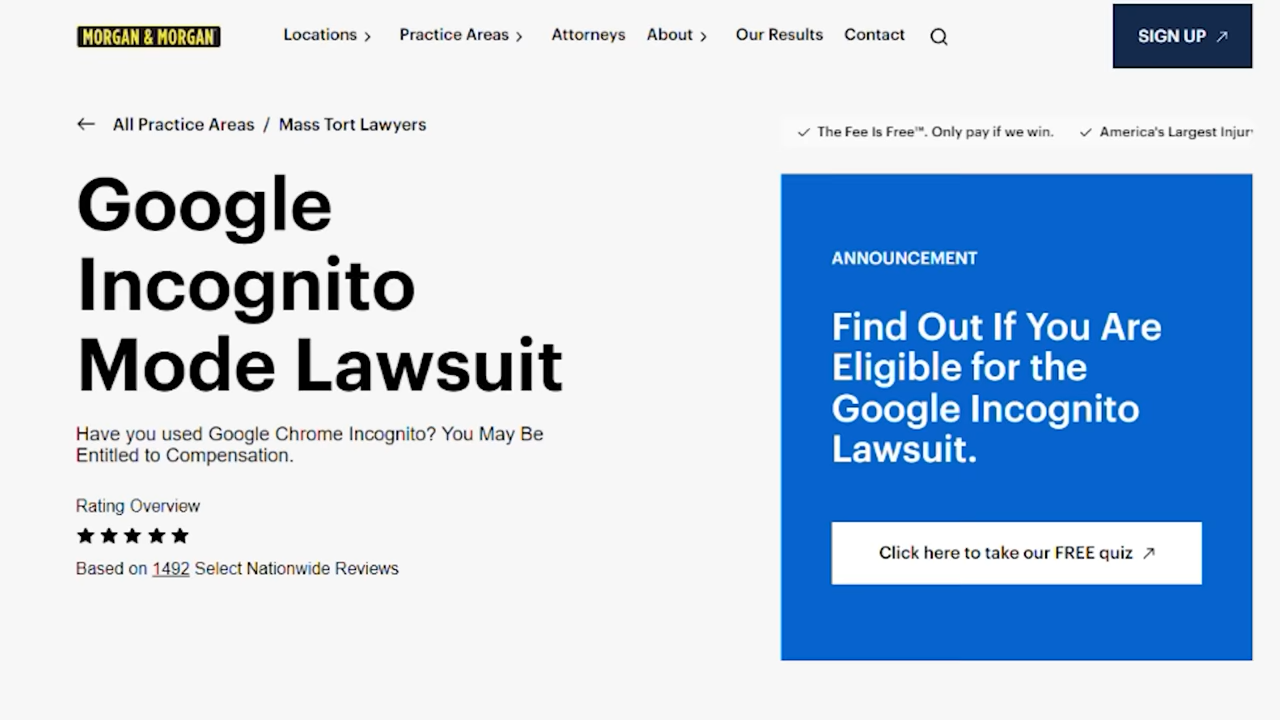 MORGAN & MORGAN
Locations
Practice Areas
Attorneys
About
Our Results
Contact
SIGN UP
All Practice Areas / Mass Tort Lawyers
The Fee Is Free™. Only pay if we win.
America's Largest
Google
Incognito
Mode Lawsuit
Have you used Google Chrome Incognito? You May Be
Entitled to Compensation.
Rating Overview
Based on 1492 Select Nationwide Reviews
ANNOUNCEMENT
Find Out If You Are
Eligible for the
Google Incognito
Lawsuit.
Click here to take our FREE quiz